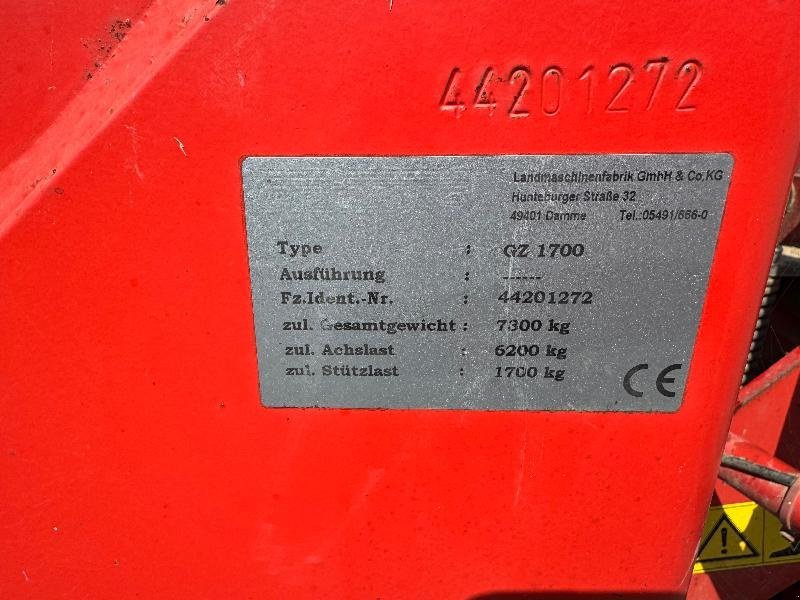 44201272
Landmaschinenfabrik GmbH & Co.KG
Hunteburger Straße 32
49401 Damme Tel.:05491/666-0
Type : GZ 1700
Ausführung : ------
Fz.Ident.-Nr. : 44201272
zul. Gesamtgewicht : 7300 kg
zul. Achslast : 6200 kg
zul. Stützlast : 1700 kg
CE